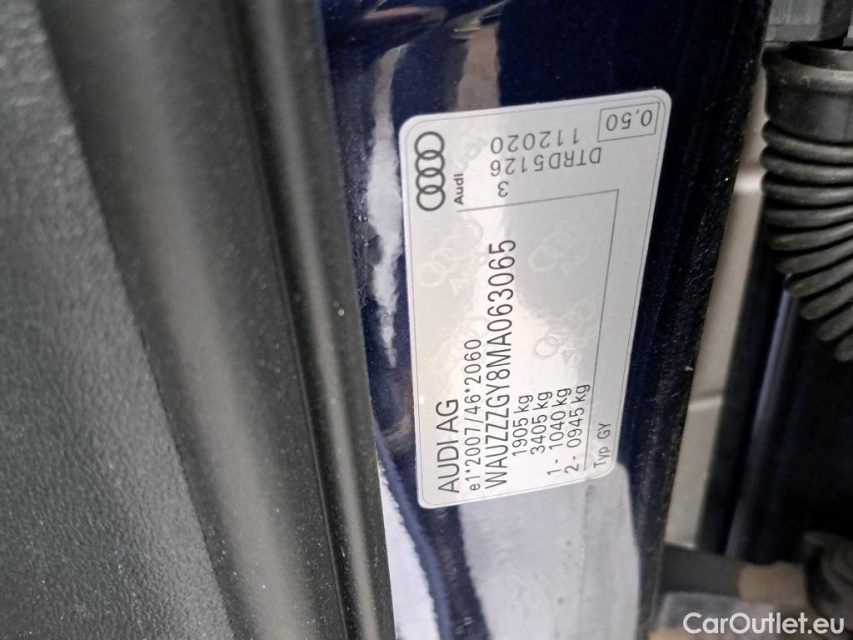 AUDI AG
e1*2007/46*2060
WAUZZZGY8MA063065
1905 kg
3405 kg
1- 1040 kg
2- 0945 kg
Typ GY
Audi
3
DTRD5126
112020
0,50
CarOutlet.eu